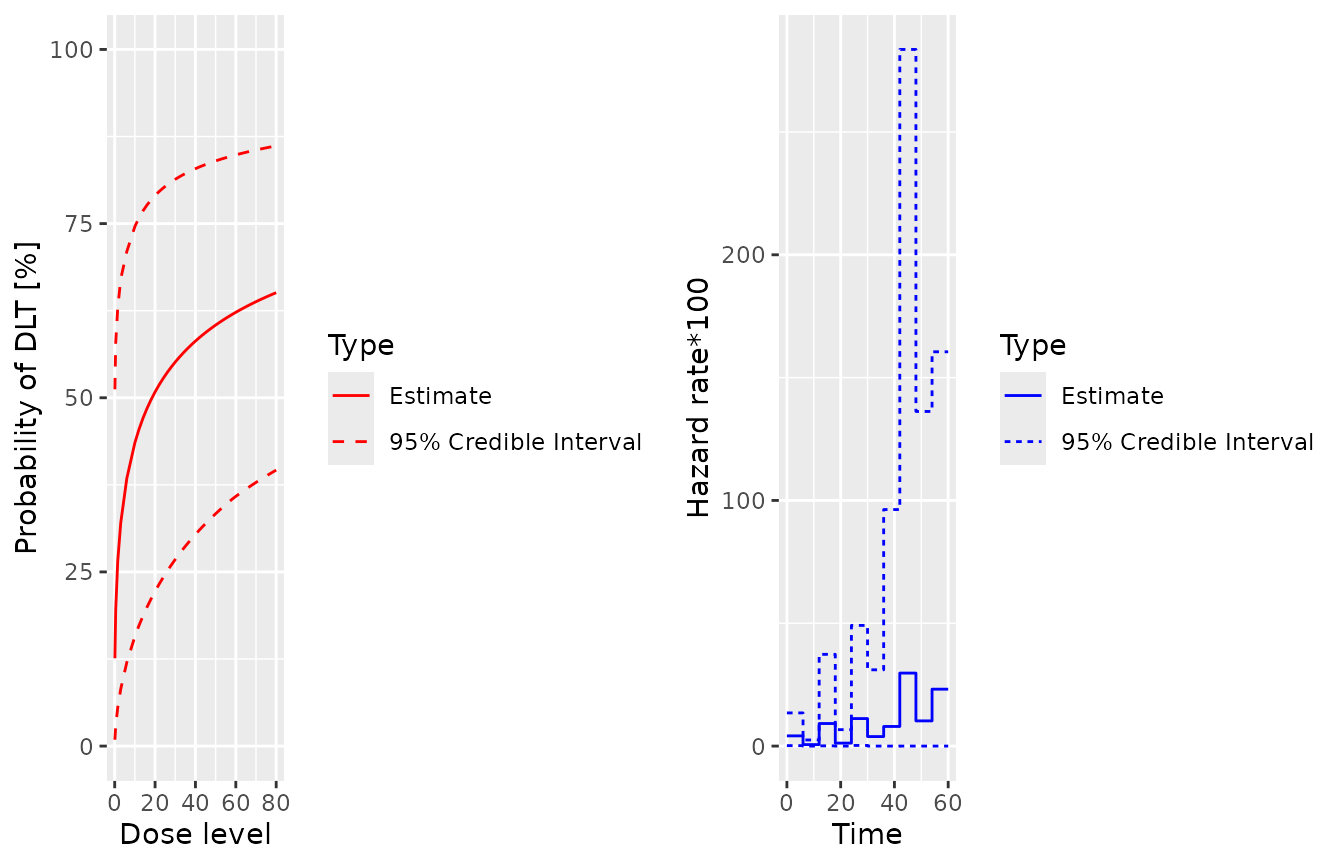 Probability of DLT [%]
100
75
50
25
0
0 20 40 60 80
Dose level
Type
Estimate
95% Credible Interval
Hazard rate*100
200
100
0
0 20 40 60
Time
Type
Estimate
95% Credible Interval